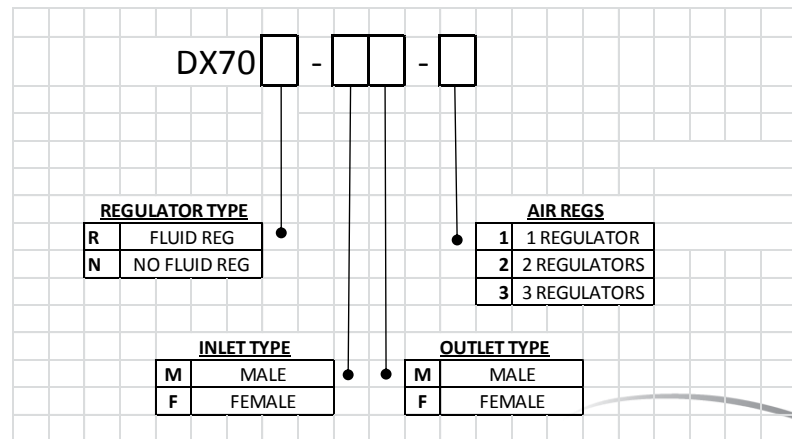 DX70 - -
REGULATOR TYPE
R FLUID REG
N NO FLUID REG
AIR REGS
1 1 REGULATOR
2 2 REGULATORS
3 3 REGULATORS
INLET TYPE
M MALE
F FEMALE
OUTLET TYPE
M MALE
F FEMALE